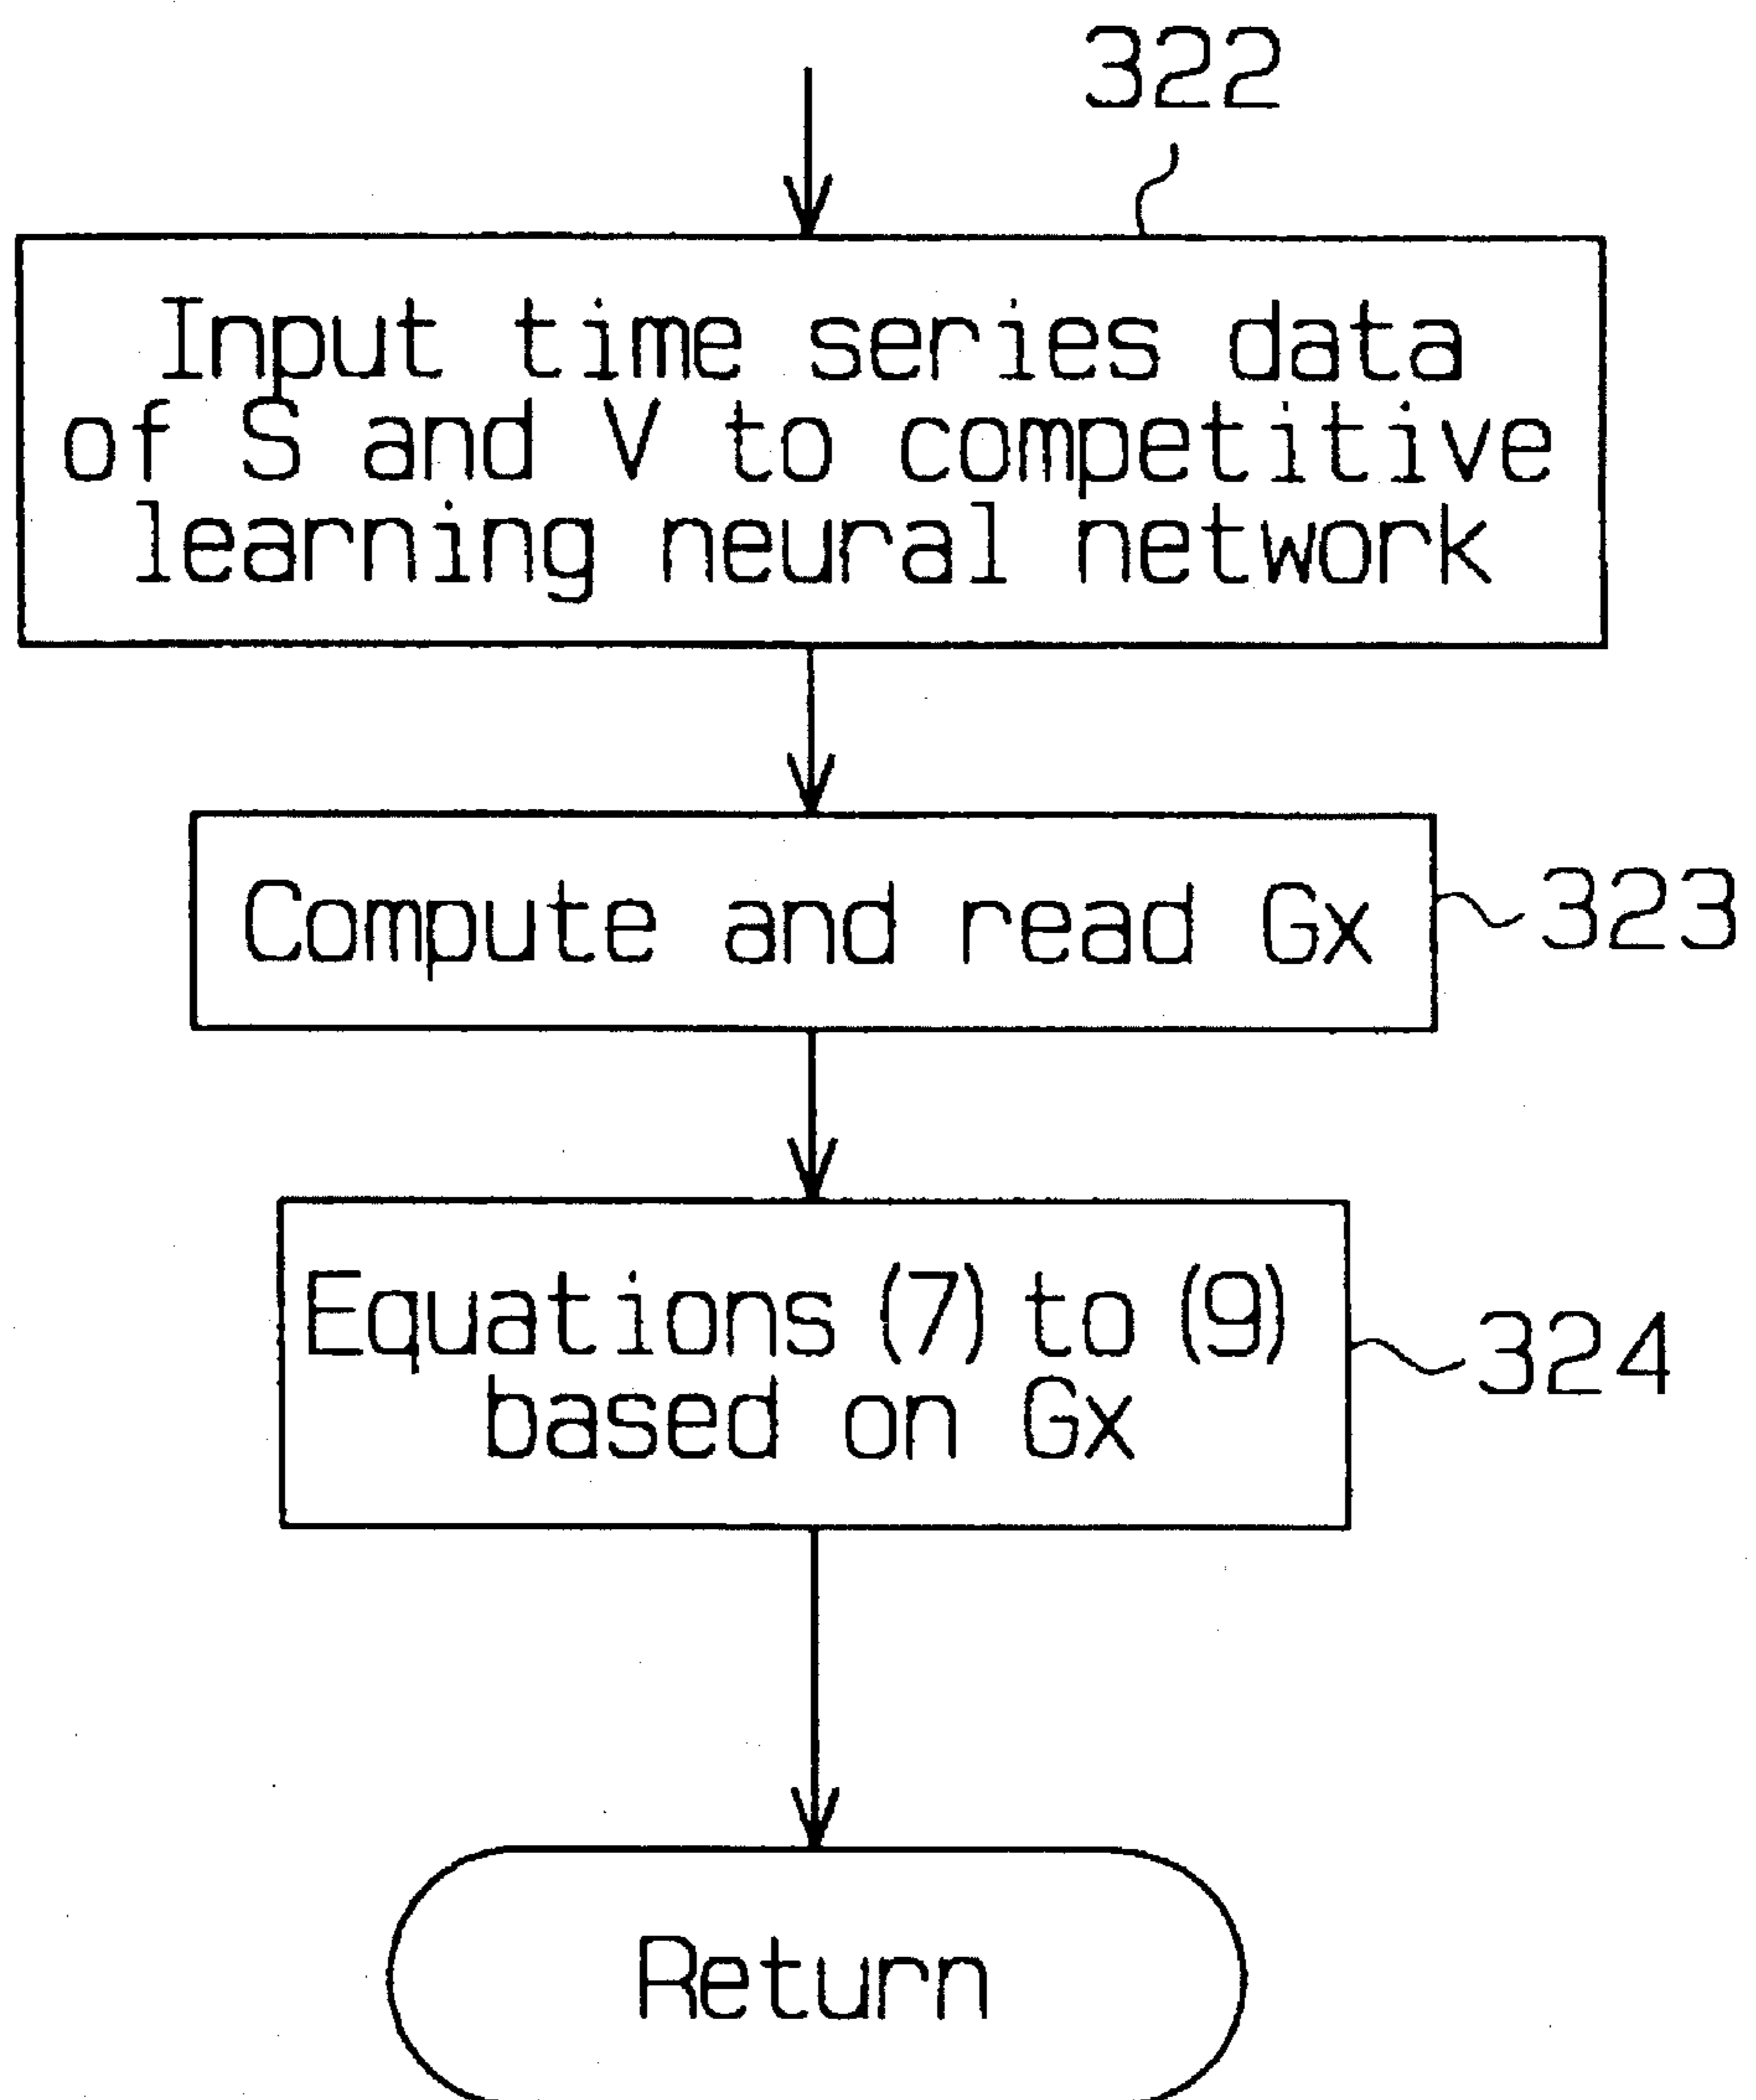 322
Input time series data
of S and V to competitive
learning neural network
Compute and read Gx
323
Equations (7) to (9)
based on Gx
324
Return